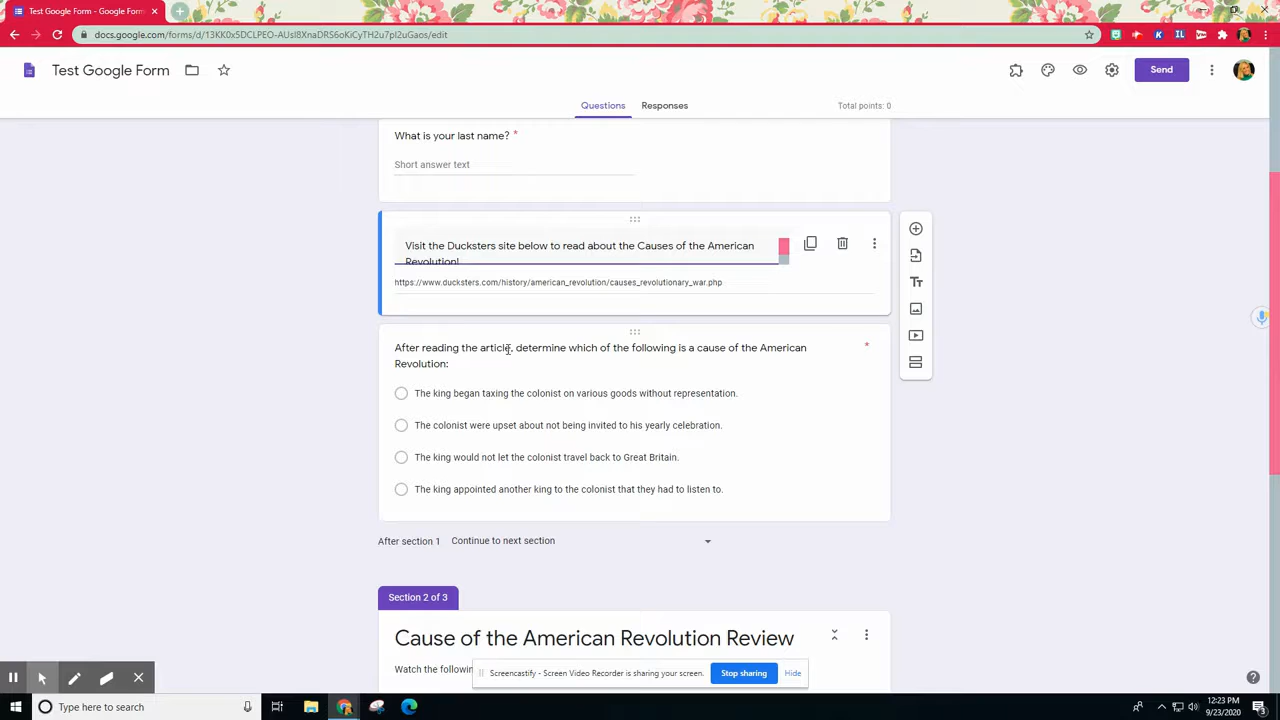 Test Google Form
docs.google.com/forms/d/13KK0x5DCLPEO-AUsI8XnaDRS6oKiCyTH2u7pI2uGaos/edit
Test Google Form
Send
Questions
Responses
Total points: 0
What is your last name? *
Short answer text
Visit the Ducksters site below to read about the Causes of the American
Revolution!
https://www.ducksters.com/history/american_revolution/causes_revolutionary_war.php
After reading the article, determine which of the following is a cause of the American *
Revolution:
The king began taxing the colonist on various goods without representation.
The colonist were upset about not being invited to his yearly celebration.
The king would not let the colonist travel back to Great Britain.
The king appointed another king to the colonist that they had to listen to.
After section 1 Continue to next section
Section 2 of 3
Cause of the American Revolution Review
Watch the followin
Screencastify - Screen Video Recorder is sharing your screen.
Stop sharing
Hide
Type here to search
12:23 PM
9/23/2020